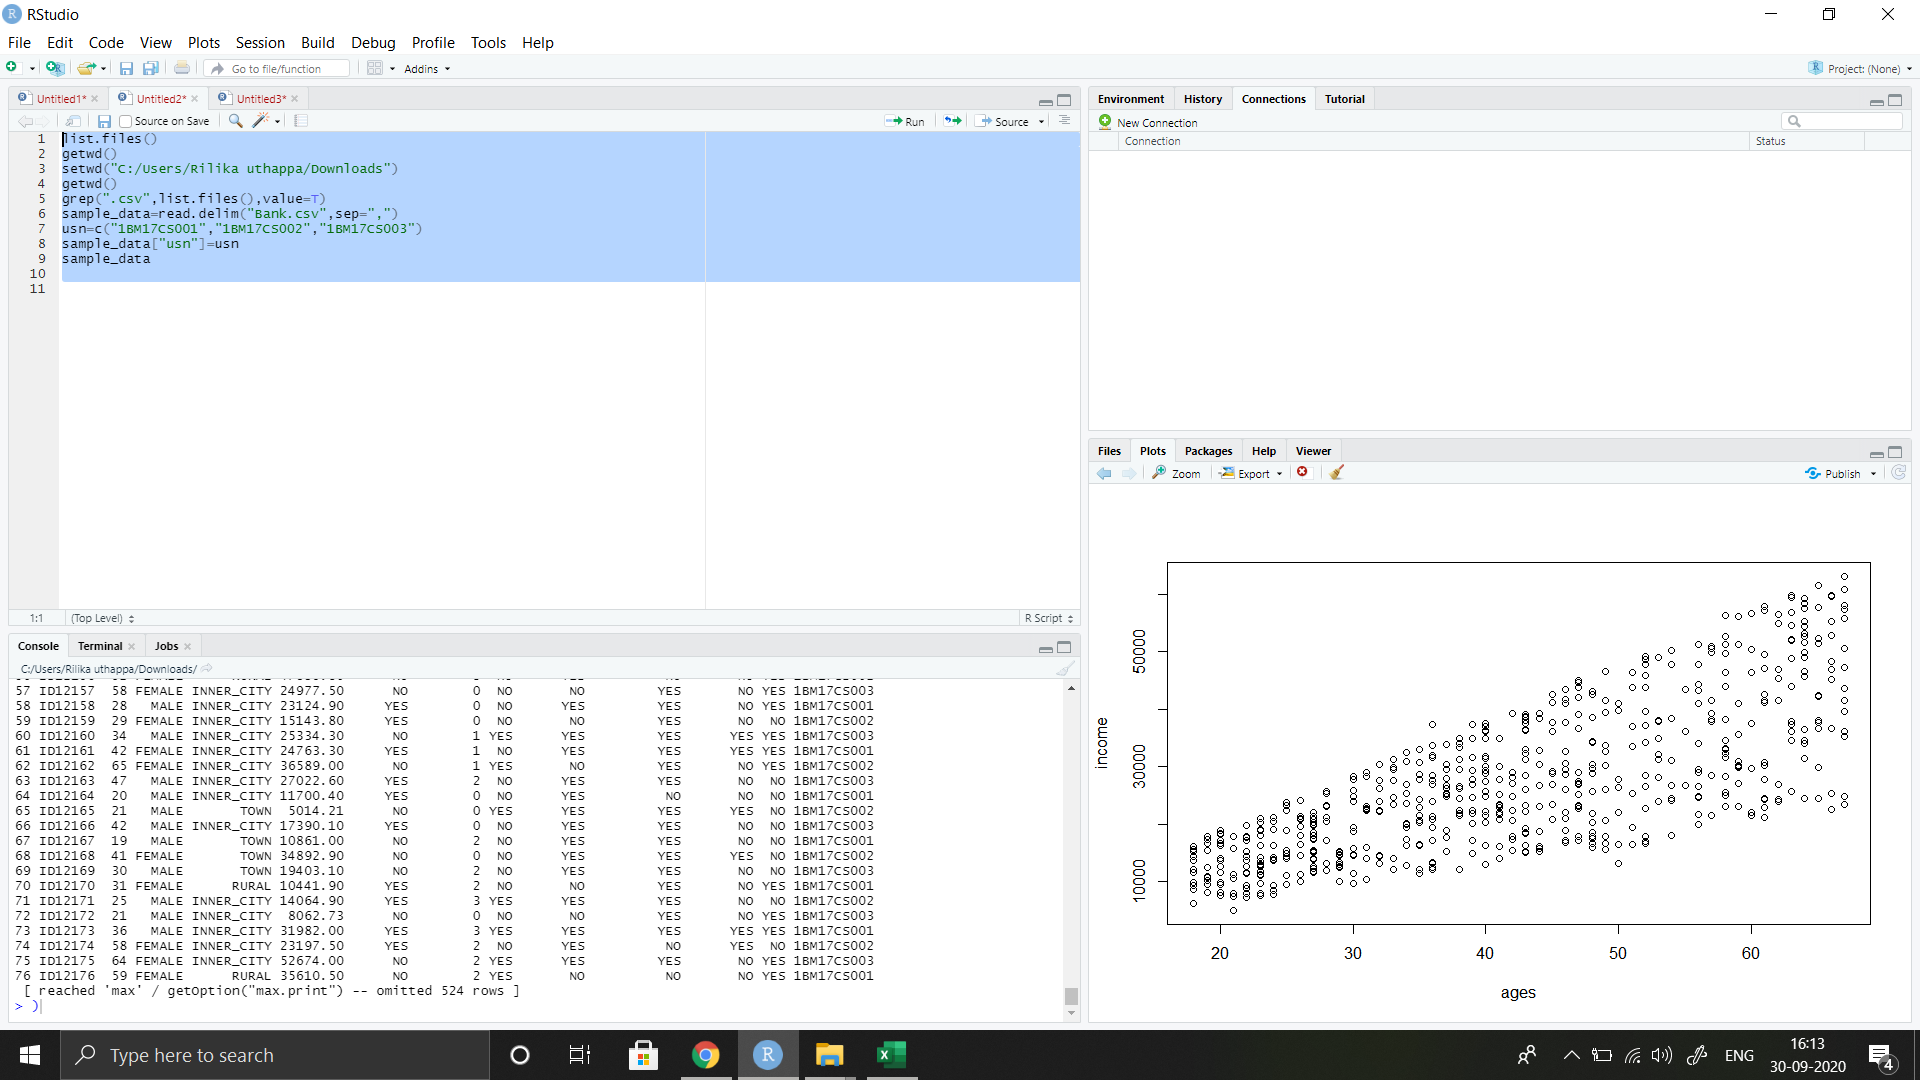 RStudio
File Edit Code View Plots Session Build Debug Profile Tools Help
Go to file/function Addins Project: (None)
Untitled1* Untitled2* Untitled3*
Source on Save Run Source
1 list.files()
2 getwd()
3 setwd("C:/Users/Rilika uthappa/Downloads")
4 getwd()
5 grep(".csv",list.files(),value=T)
6 sample_data=read.delim("Bank.csv",sep=",")
7 usn=c("1BM17CS001","1BM17CS002","1BM17CS003")
8 sample_data["usn"]=usn
9 sample_data
10
11
1:1 (Top Level) R Script
Console Terminal Jobs
C:/Users/Rilika uthappa/Downloads/
57 ID12157 58 FEMALE INNER_CITY 24977.50 NO 0 NO NO YES NO YES 1BM17CS003
58 ID12158 28 MALE INNER_CITY 23124.90 YES 0 NO YES YES NO YES 1BM17CS001
59 ID12159 29 FEMALE INNER_CITY 15143.80 YES 0 NO NO YES NO NO 1BM17CS002
60 ID12160 34 MALE INNER_CITY 25334.30 NO 1 YES YES YES YES YES 1BM17CS003
61 ID12161 42 FEMALE INNER_CITY 24763.30 YES 1 NO YES YES YES YES 1BM17CS001
62 ID12162 65 FEMALE INNER_CITY 36589.00 NO 1 YES YES YES NO YES 1BM17CS002
63 ID12163 47 MALE INNER_CITY 27022.60 YES 2 NO YES YES NO NO 1BM17CS003
64 ID12164 20 MALE INNER_CITY 11700.40 YES 2 NO YES NO NO NO 1BM17CS001
65 ID12165 21 MALE TOWN 5014.21 NO 0 YES YES YES YES YES 1BM17CS002
66 ID12166 42 MALE INNER_CITY 17390.10 YES 0 NO YES YES NO NO 1BM17CS003
67 ID12167 19 MALE TOWN 10861.00 NO 2 NO YES YES NO NO 1BM17CS001
68 ID12168 41 FEMALE TOWN 34892.90 NO 0 NO YES YES YES NO 1BM17CS002
69 ID12169 30 MALE TOWN 19403.10 NO 2 NO YES YES NO NO 1BM17CS003
70 ID12170 31 FEMALE RURAL 10441.90 YES 2 NO NO YES NO YES 1BM17CS001
71 ID12171 25 MALE INNER_CITY 14064.90 YES 3 YES YES YES NO NO 1BM17CS002
72 ID12172 21 MALE INNER_CITY 8062.73 NO 0 NO NO YES NO YES 1BM17CS003
73 ID12173 36 MALE INNER_CITY 31982.00 YES 3 YES YES YES YES YES 1BM17CS001
74 ID12174 58 FEMALE INNER_CITY 23197.50 YES 2 NO YES NO YES NO 1BM17CS002
75 ID12175 64 FEMALE INNER_CITY 52674.00 NO 2 YES YES YES NO YES 1BM17CS003
76 ID12176 59 FEMALE RURAL 35610.50 NO 2 YES NO NO NO YES 1BM17CS001
[ reached 'max' / getOption("max.print") -- omitted 524 rows ]
> )
Environment History Connections Tutorial
New Connection
Connection Status
Files Plots Packages Help Viewer
Zoom Export Publish
income
50000
30000
10000
20 30 40 50 60
ages
Type here to search
ENG
16:13
30-09-2020
4